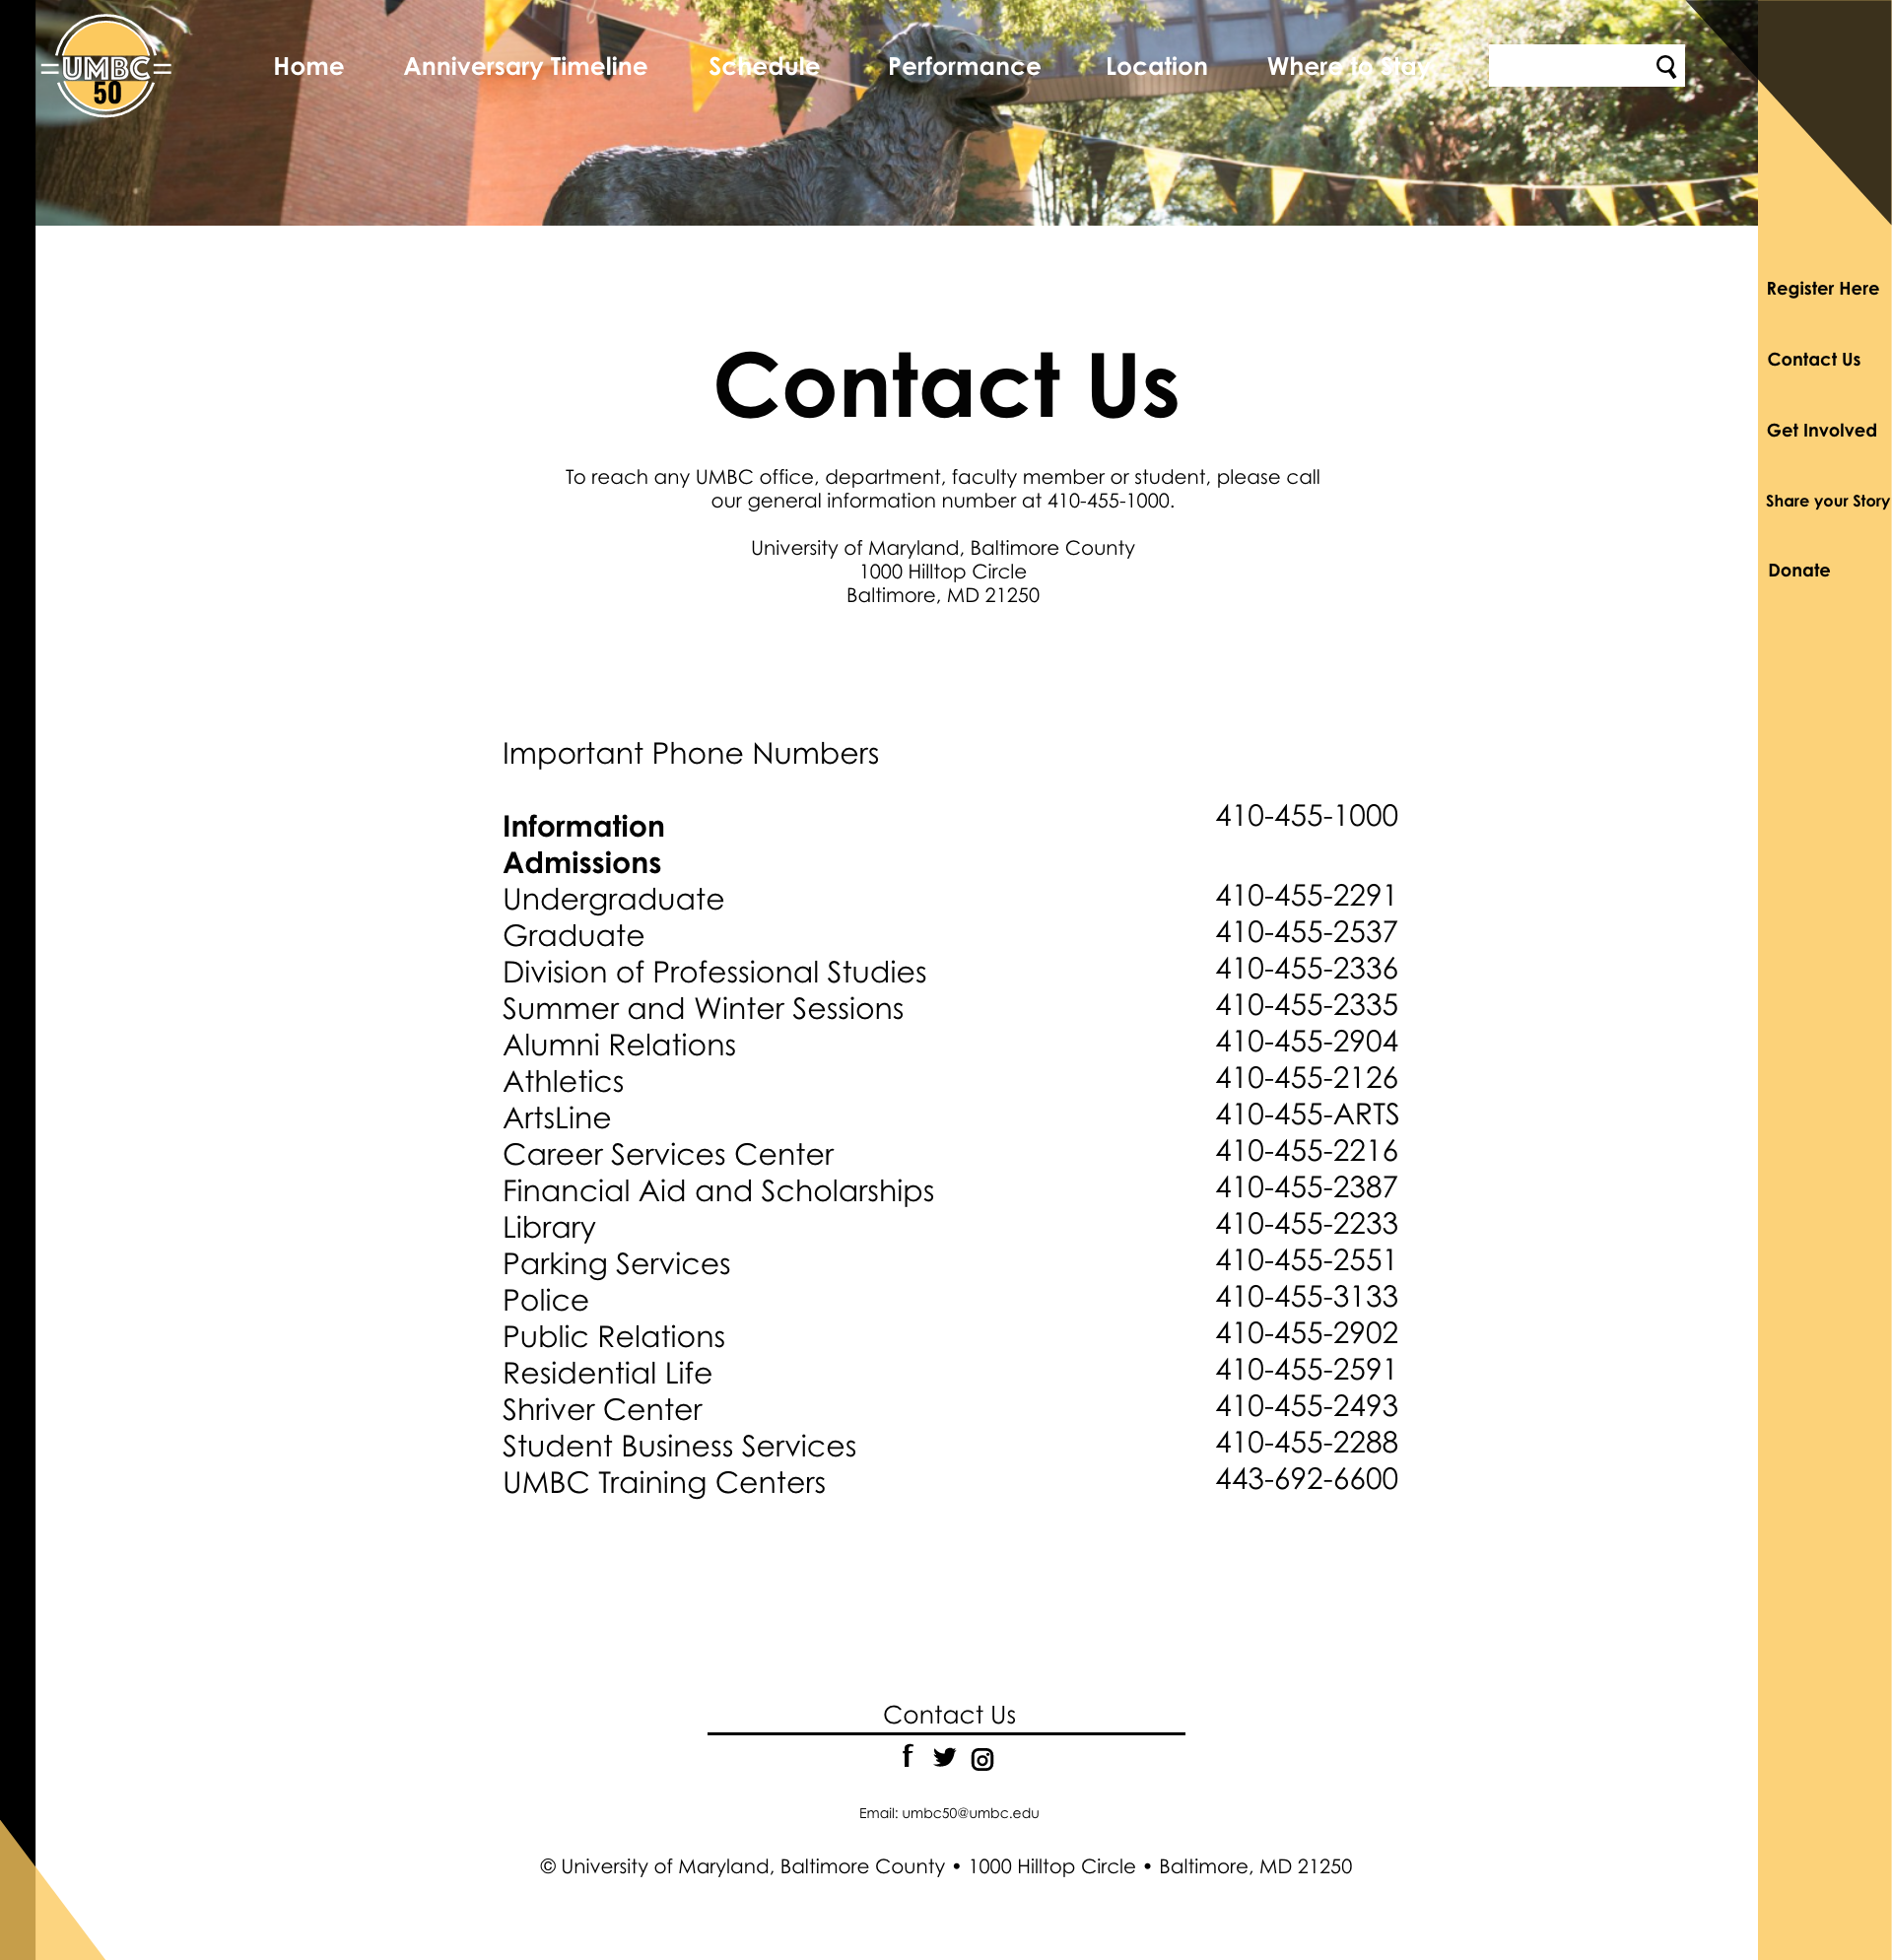 UMBC
50
Home Anniversary Timeline Schedule Performance Location Where to Stay
Register Here
Contact Us
Get Involved
Share your Story
Donate
Contact Us
To reach any UMBC office, department, faculty member or student, please call
our general information number at 410-455-1000.
University of Maryland, Baltimore County
1000 Hilltop Circle
Baltimore, MD 21250
Important Phone Numbers
Information 410-455-1000
Admissions
Undergraduate 410-455-2291
Graduate 410-455-2537
Division of Professional Studies 410-455-2336
Summer and Winter Sessions 410-455-2335
Alumni Relations 410-455-2904
Athletics 410-455-2126
ArtsLine 410-455-ARTS
Career Services Center 410-455-2216
Financial Aid and Scholarships 410-455-2387
Library 410-455-2233
Parking Services 410-455-2551
Police 410-455-3133
Public Relations 410-455-2902
Residential Life 410-455-2591
Shriver Center 410-455-2493
Student Business Services 410-455-2288
UMBC Training Centers 443-692-6600
Contact Us
Email: umbc50@umbc.edu
© University of Maryland, Baltimore County • 1000 Hilltop Circle • Baltimore, MD 21250